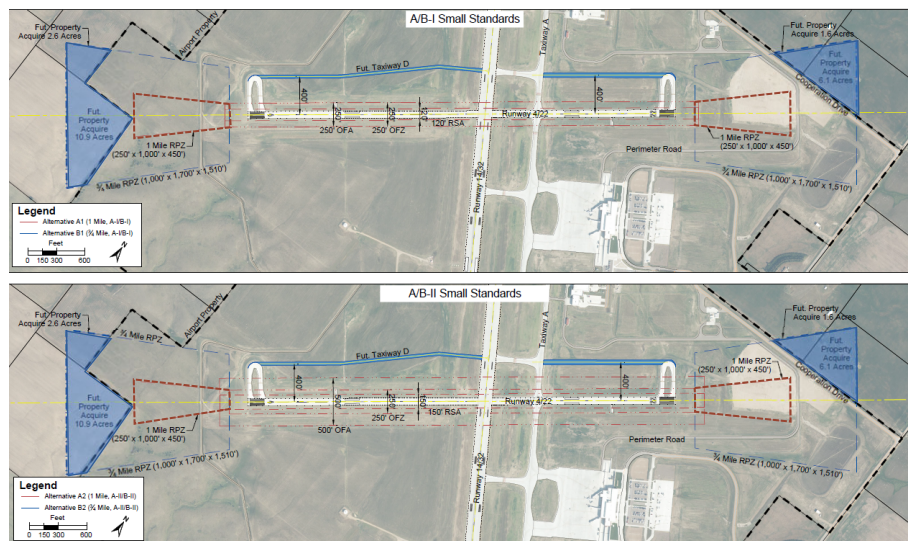 A/B-I Small Standards
Fut. Property
Acquire 2.6 Acres
Airport Property
Fut. Taxiway D
Taxiway A
Fut. Property
Acquire 1.6 Acres
Fut.
Property
Acquire
6.1 Acres
Cooperation Drive
Fut.
Property
Acquire
10.9 Acres
400'
250'
250'
120'
400'
Runway 4/22
22
250' OFA
250' OFZ
120' RSA
1 Mile RPZ
(250' x 1,000' x 450')
1 Mile RPZ
(250' x 1,000' x 450')
Perimeter Road
¾ Mile RPZ (1,000' x 1,700' x 1,510')
¾ Mile RPZ (1,000' x 1,700' x 1,510')
Runway 14/32
Legend
Alternative A1 (1 Mile, A-I/B-I)
Alternative B1 (¾ Mile, A-I/B-I)
Feet
0 150 300 600
A/B-II Small Standards
Fut. Property
Acquire 2.6 Acres
¾ Mile RPZ
Airport Property
Fut. Taxiway D
Taxiway A
Fut. Property
Acquire 1.6 Acres
Fut.
Property
Acquire
6.1 Acres
Cooperation Drive
1 Mile RPZ
(250' x 1,000' x 450')
Fut.
Property
Acquire
10.9 Acres
400'
500'
250'
150'
400'
Runway 4/22
22
150' RSA
250' OFZ
500' OFA
1 Mile RPZ
(250' x 1,000' x 450')
Perimeter Road
¾ Mile RPZ (1,000' x 1,700' x 1,510')
¾ Mile RPZ (1,000' x 1,700' x 1,510')
Runway 14/32
Legend
Alternative A2 (1 Mile, A-II/B-II)
Alternative B2 (¾ Mile, A-II/B-II)
Feet
0 150 300 600